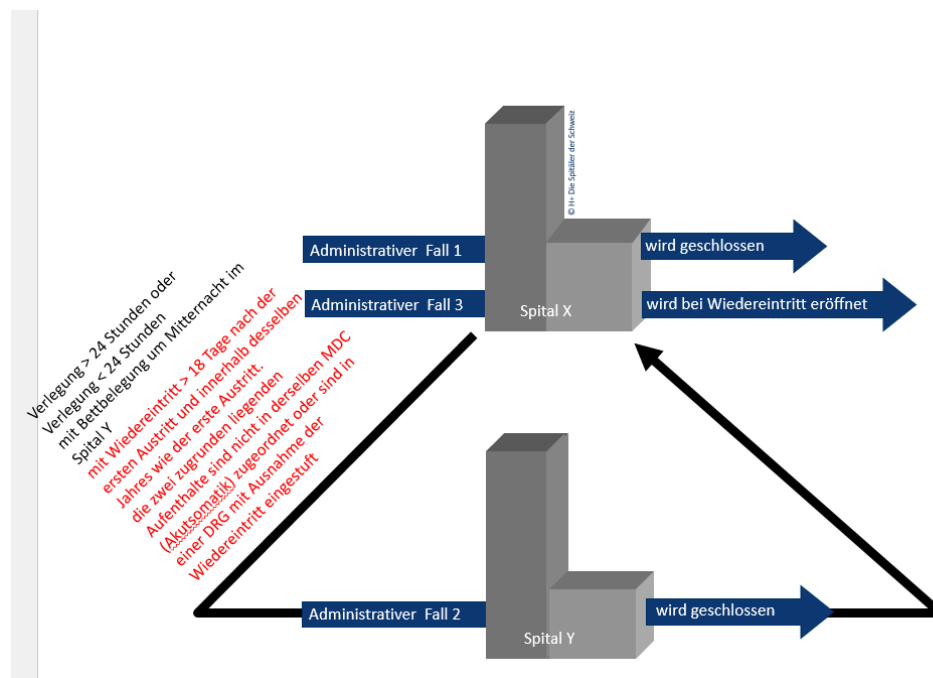 © H+ Die Spitäler der Schweiz
Administrativer Fall 1
wird geschlossen
Administrativer Fall 3
Spital X
wird bei Wiedereintritt eröffnet
Verlegung > 24 Stunden oder
Verlegung < 24 Stunden
mit Bettbelegung um Mitternacht im
Spital Y
mit Wiedereintritt > 18 Tage nach der
ersten Austritt und innerhalb desselben
Jahres wie der erste Austritt.
die zwei zugrunden liegenden
Aufenthalte sind nicht in derselben MDC
(Akutsomatik) zugeordnet oder sind in
einer DRG mit Ausnahme der
Wiedereintritt eingestuft
Administrativer Fall 2
wird geschlossen
Spital Y